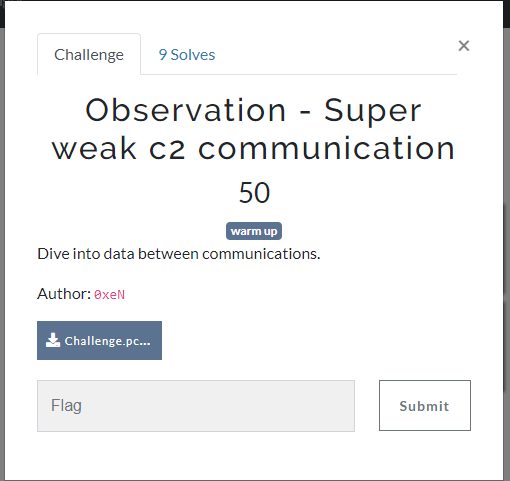 Challenge
9 Solves
×
Observation - Super
weak c2 communication
50
warm up
Dive into data between communications.
Author: 0xeN
Challenge.pc...
Flag
Submit